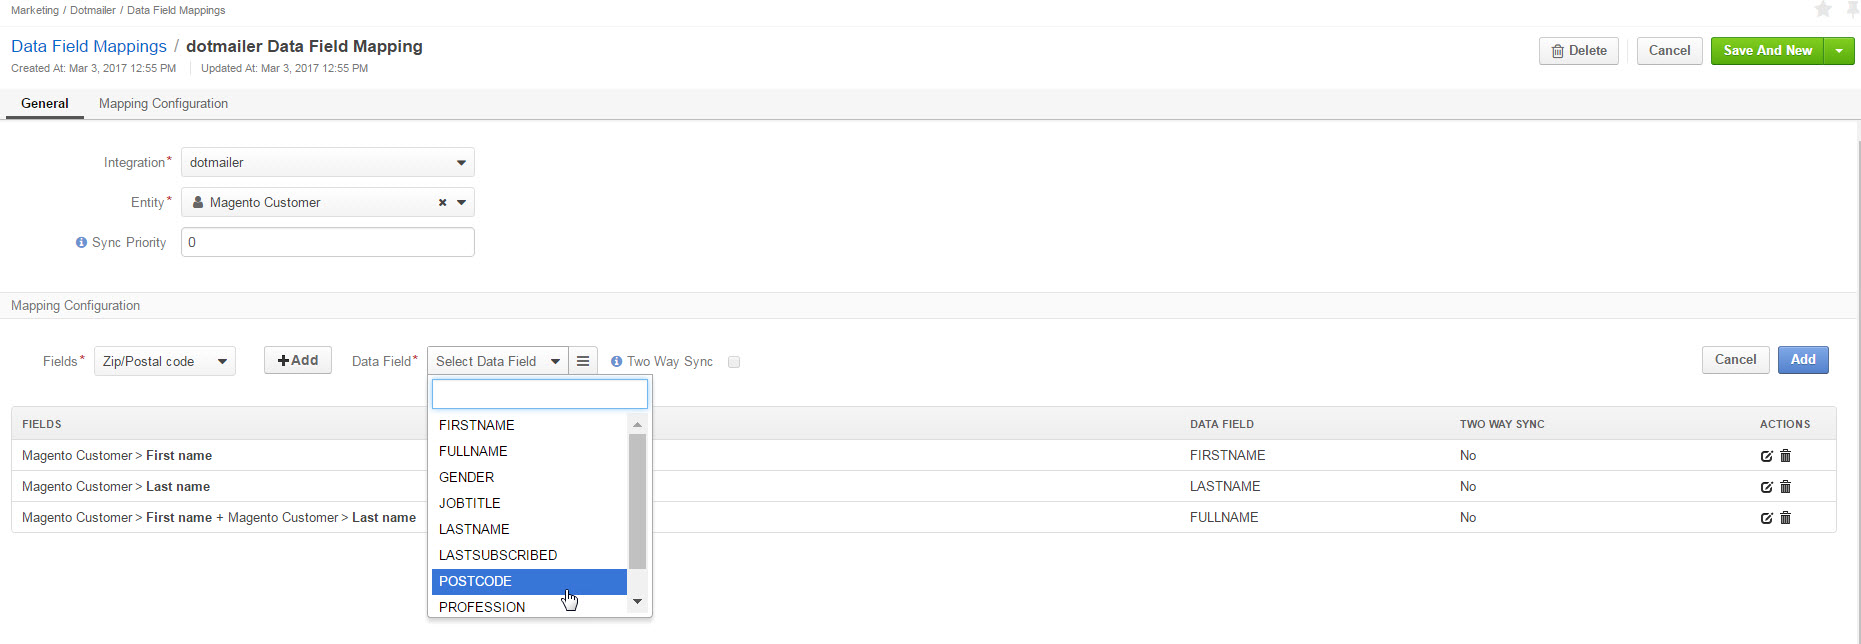 Marketing / Dotmailer / Data Field Mappings
Data Field Mappings / dotmailer Data Field Mapping
Delete
Cancel
Save And New
Created At: Mar 3, 2017 12:55 PM
Updated At: Mar 3, 2017 12:55 PM
General
Mapping Configuration
Integration*
dotmailer
Entity*
Magento Customer
Sync Priority
0
Mapping Configuration
Fields*
Zip/Postal code
+Add
Data Field*
Select Data Field
Two Way Sync
Cancel
Add
FIRSTNAME
FULLNAME
GENDER
JOBTITLE
LASTNAME
LASTSUBSCRIBED
POSTCODE
PROFESSION
FIELDS
DATA FIELD
TWO WAY SYNC
ACTIONS
Magento Customer > First name
FIRSTNAME
No
Magento Customer > Last name
LASTNAME
No
Magento Customer > First name + Magento Customer > Last name
FULLNAME
No